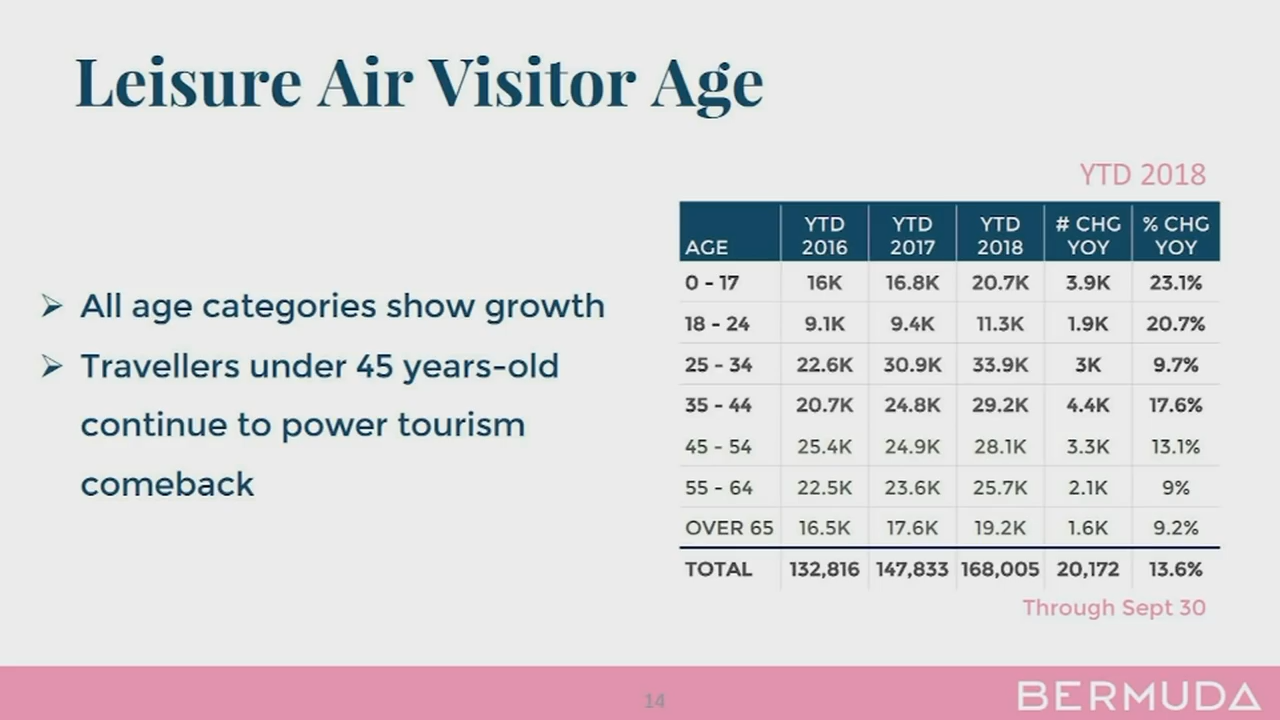 Leisure Air Visitor Age
➢ All age categories show growth
➢ Travellers under 45 years-old
continue to power tourism
comeback
YTD 2018
AGE YTD 2016 YTD 2017 YTD 2018 # CHG YOY % CHG YOY
0 - 17 16K 16.8K 20.7K 3.9K 23.1%
18 - 24 9.1K 9.4K 11.3K 1.9K 20.7%
25 - 34 22.6K 30.9K 33.9K 3K 9.7%
35 - 44 20.7K 24.8K 29.2K 4.4K 17.6%
45 - 54 25.4K 24.9K 28.1K 3.3K 13.1%
55 - 64 22.5K 23.6K 25.7K 2.1K 9%
OVER 65 16.5K 17.6K 19.2K 1.6K 9.2%
TOTAL 132,816 147,833 168,005 20,172 13.6%
Through Sept 30
14
BERMUDA